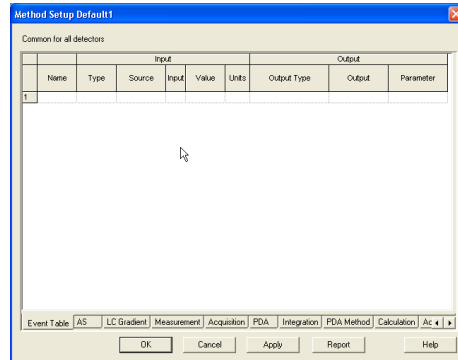 Method Setup Default1
Common for all detectors
Input Output
Name Type Source Input Value Units Output Type Output Parameter
1
Event Table AS LC Gradient Measurement Acquisition PDA Integration PDA Method Calculation Ac
OK Cancel Apply Report Help